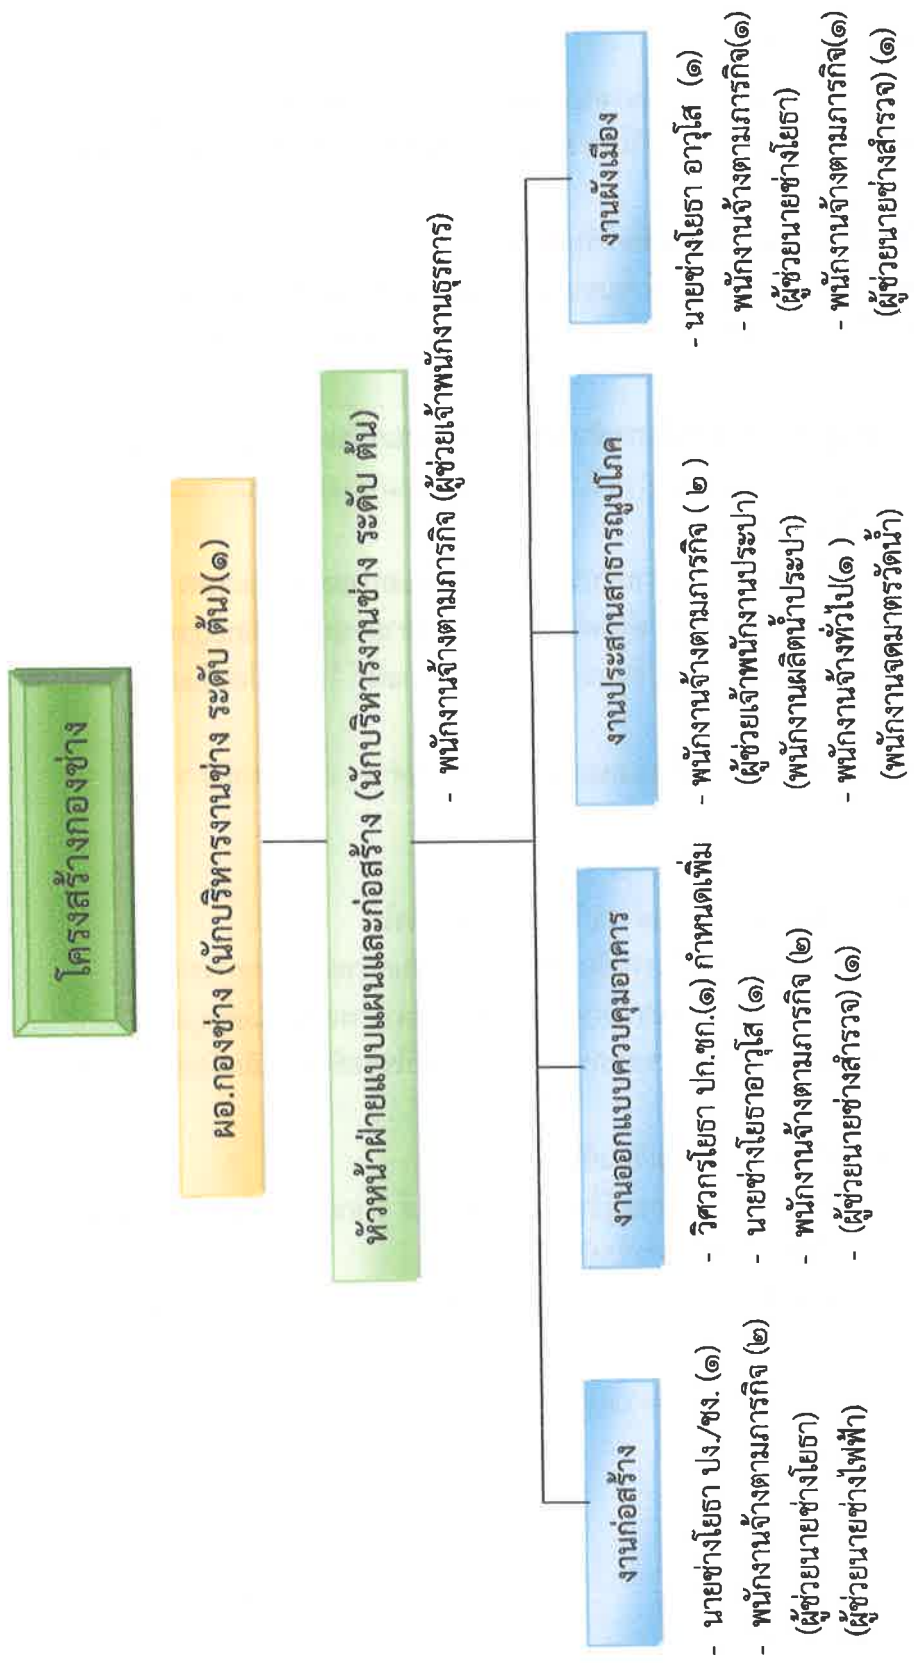 โครงสร้างกองช่าง
ผอ.กองช่าง (นักบริหารงานช่าง ระดับ ต้น)(๑)
หัวหน้าฝ่ายแบบแผนและก่อสร้าง (นักบริหารงานช่าง ระดับ ต้น)
- พนักงานจ้างตามภารกิจ (ผู้ช่วยเจ้าพนักงานธุรการ)
งานก่อสร้าง
- นายช่างโยธา ปง./ชง. (๑)
- พนักงานจ้างตามภารกิจ (๒)
(ผู้ช่วยนายช่างโยธา)
(ผู้ช่วยนายช่างไฟฟ้า)
งานออกแบบควบคุมอาคาร
- วิศวกรโยธา ปก.ชก.(๑) กำหนดเพิ่ม
- นายช่างโยธาอาวุโส (๑)
- พนักงานจ้างตามภารกิจ (๒)
- (ผู้ช่วยนายช่างสำรวจ) (๑)
งานประสานสาธารณูปโภค
- พนักงานจ้างตามภารกิจ ( ๒ )
(ผู้ช่วยเจ้าพนักงานประปา)
(พนักงานผลิตน้ำประปา)
- พนักงานจ้างทั่วไป(๑ )
(พนักงานจดมาตรวัดน้ำ)
งานผังเมือง
- นายช่างโยธา อาวุโส (๑)
- พนักงานจ้างตามภารกิจ(๑)
(ผู้ช่วยนายช่างโยธา)
- พนักงานจ้างตามภารกิจ(๑)
(ผู้ช่วยนายช่างสำรวจ) (๑)